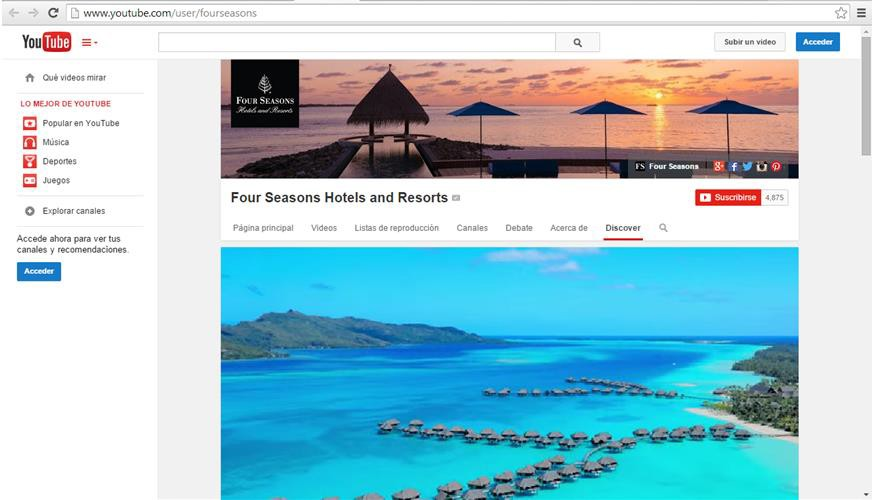 www.youtube.com/user/fourseasons
YouTube
Subir un video
Acceder
Qué videos mirar
LO MEJOR DE YOUTUBE
Popular en YouTube
Música
Deportes
Juegos
Explorar canales
Accede ahora para ver tus
canales y recomendaciones.
Acceder
FOUR SEASONS
Hotels and Resorts
FS Four Seasons
Four Seasons Hotels and Resorts
Suscribirse 4,875
Página principal Videos Listas de reproducción Canales Debate Acerca de Discover